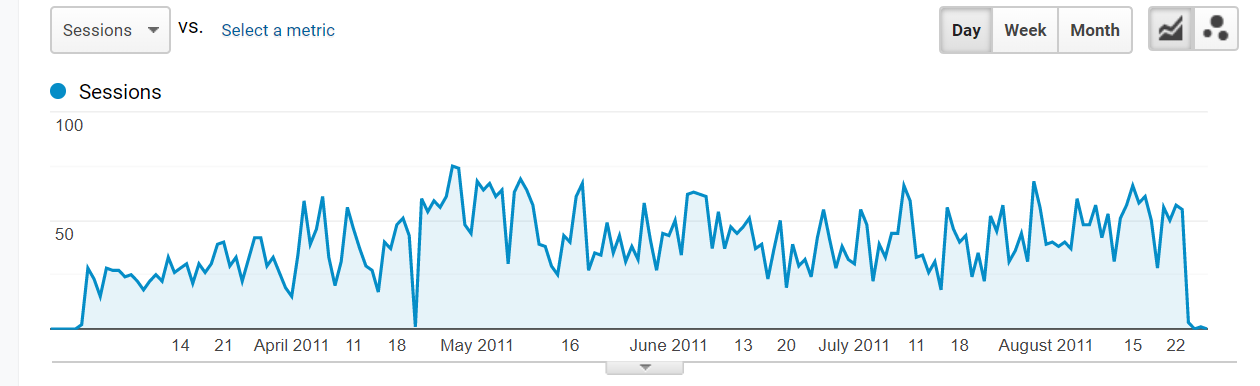 Sessions vs. Select a metric Day Week Month
Sessions
100
50
14 21 April 2011 11 18 May 2011 16 June 2011 13 20 July 2011 11 18 August 2011 15 22